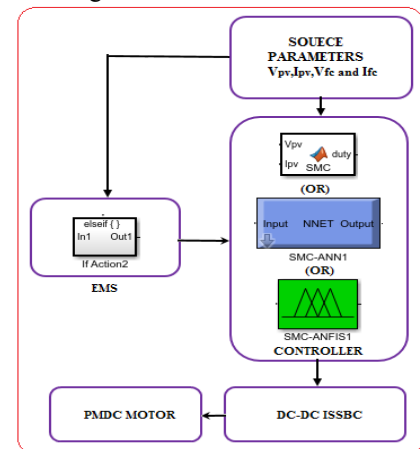 SOUECE
PARAMETERS
Vpv,Ipv,Vfc and Ifc
Vpv
duty
Ipv
SMC
(OR)
Input NNET Output
SMC-ANN1
(OR)
SMC-ANFIS1
CONTROLLER
elseif { }
In1 Out1
If Action2
EMS
PMDC MOTOR
DC-DC ISSBC